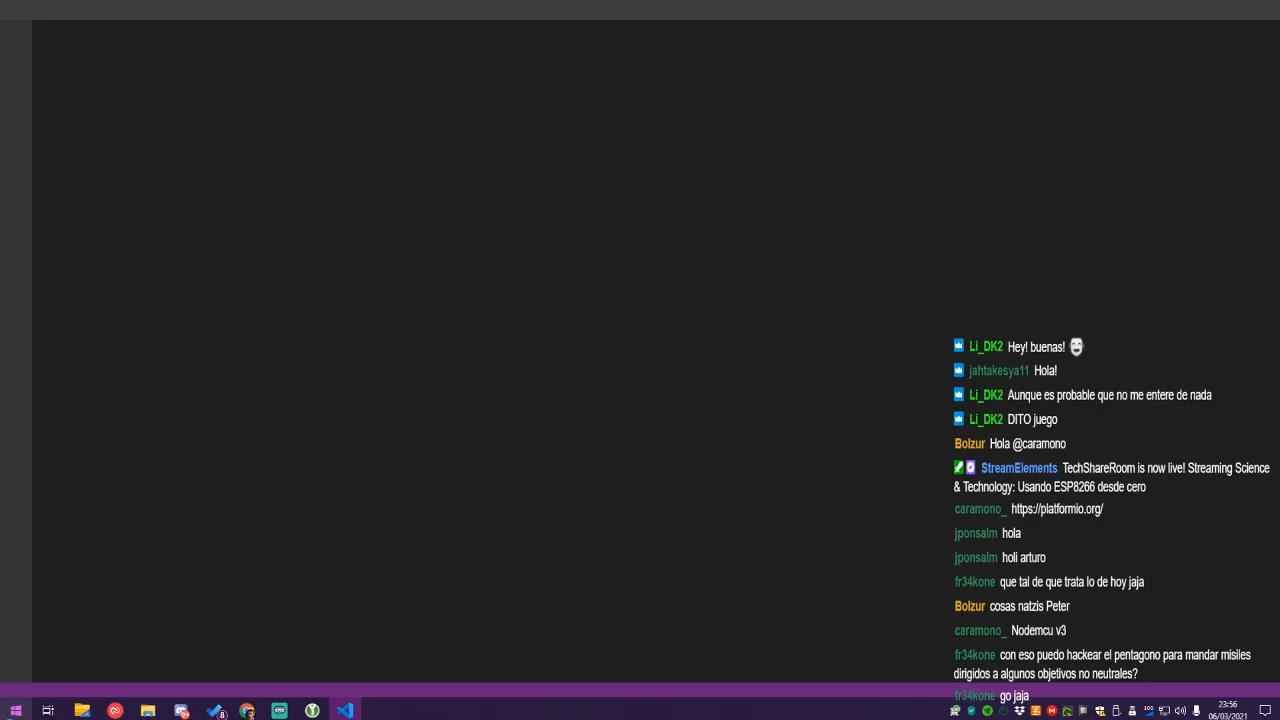 Li_DK2 Hey! buenas!
jahtakesya11 Hola!
Li_DK2 Aunque es probable que no me entere de nada
Li_DK2 DITO juego
Bolzur Hola @caramono
StreamElements TechShareRoom is now live! Streaming Science
& Technology: Usando ESP8266 desde cero
caramono_ https://platformio.org/
jponsalm hola
jponsalm holi arturo
fr34kone que tal de que trata lo de hoy jaja
Bolzur cosas natzis Peter
caramono_ Nodemcu v3
fr34kone con eso puedo hackear el pentagono para mandar misiles
dirigidos a algunos objetivos no neutrales?
fr34kone go jaja
23:56
06/03/2021